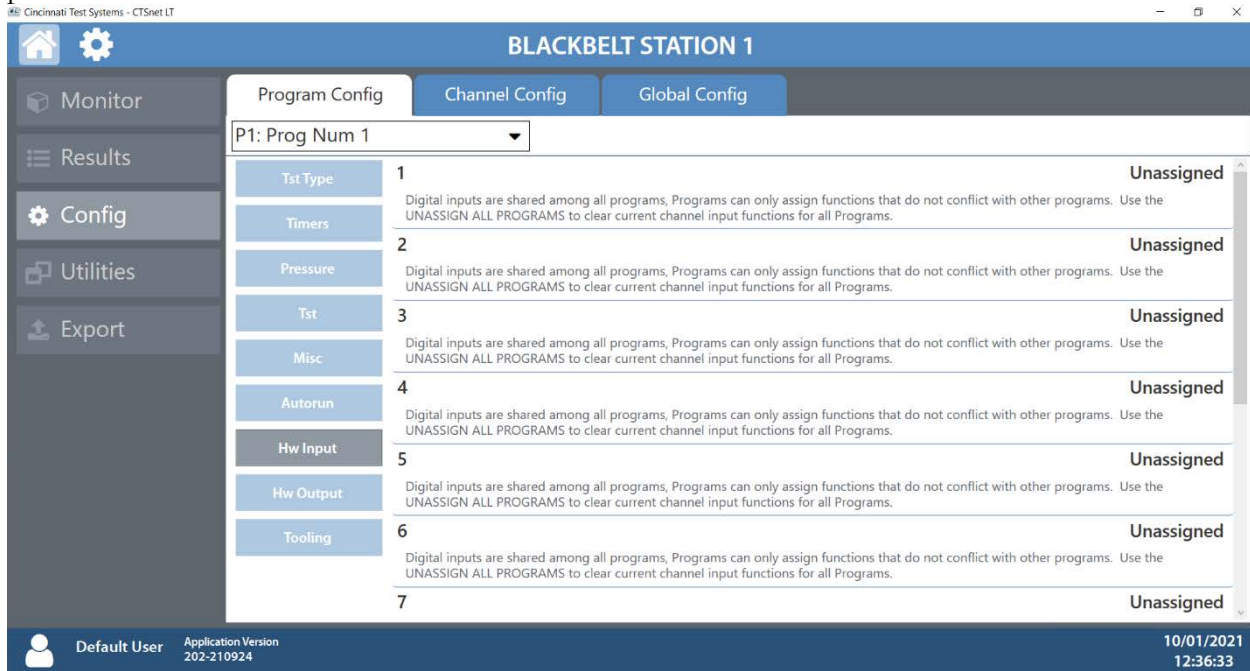 Cincinnati Test Systems - CTSnet LT
BLACKBELT STATION 1
Monitor
Results
Config
Utilities
Export
Program Config
Channel Config
Global Config
P1: Prog Num 1
Tst Type
Timers
Pressure
Tst
Misc
Autorun
Hw Input
Hw Output
Tooling
1 Unassigned
Digital inputs are shared among all programs, Programs can only assign functions that do not conflict with other programs. Use the
UNASSIGN ALL PROGRAMS to clear current channel input functions for all Programs.
2 Unassigned
Digital inputs are shared among all programs, Programs can only assign functions that do not conflict with other programs. Use the
UNASSIGN ALL PROGRAMS to clear current channel input functions for all Programs.
3 Unassigned
Digital inputs are shared among all programs, Programs can only assign functions that do not conflict with other programs. Use the
UNASSIGN ALL PROGRAMS to clear current channel input functions for all Programs.
4 Unassigned
Digital inputs are shared among all programs, Programs can only assign functions that do not conflict with other programs. Use the
UNASSIGN ALL PROGRAMS to clear current channel input functions for all Programs.
5 Unassigned
Digital inputs are shared among all programs, Programs can only assign functions that do not conflict with other programs. Use the
UNASSIGN ALL PROGRAMS to clear current channel input functions for all Programs.
6 Unassigned
Digital inputs are shared among all programs, Programs can only assign functions that do not conflict with other programs. Use the
UNASSIGN ALL PROGRAMS to clear current channel input functions for all Programs.
7 Unassigned
Default User
Application Version
202-210924
10/01/2021
12:36:33